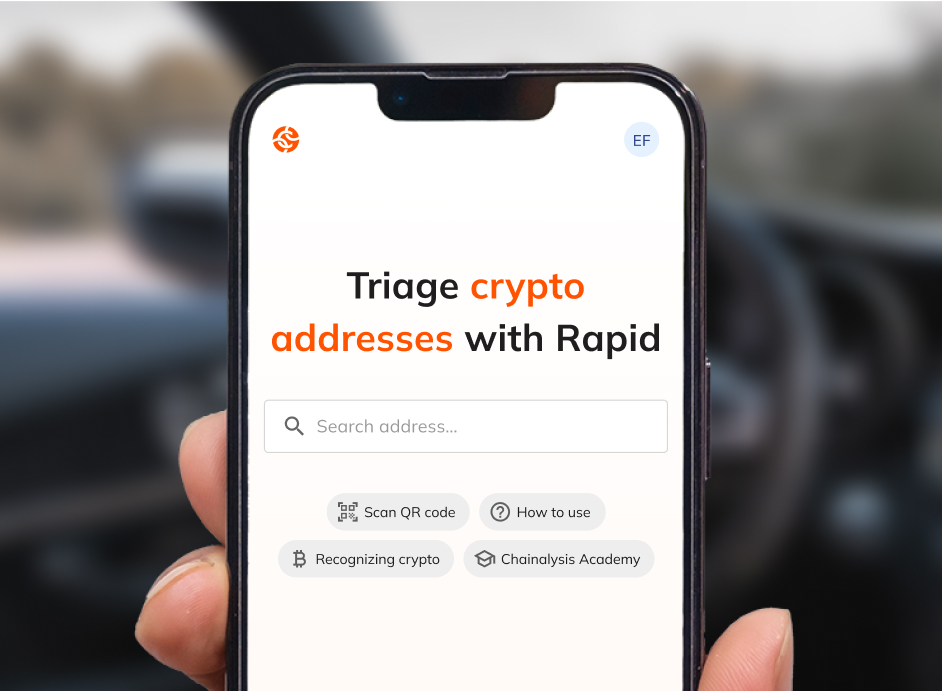 EF
Triage crypto
addresses with Rapid
Search address...
Scan QR code
How to use
Recognizing crypto
Chainalysis Academy